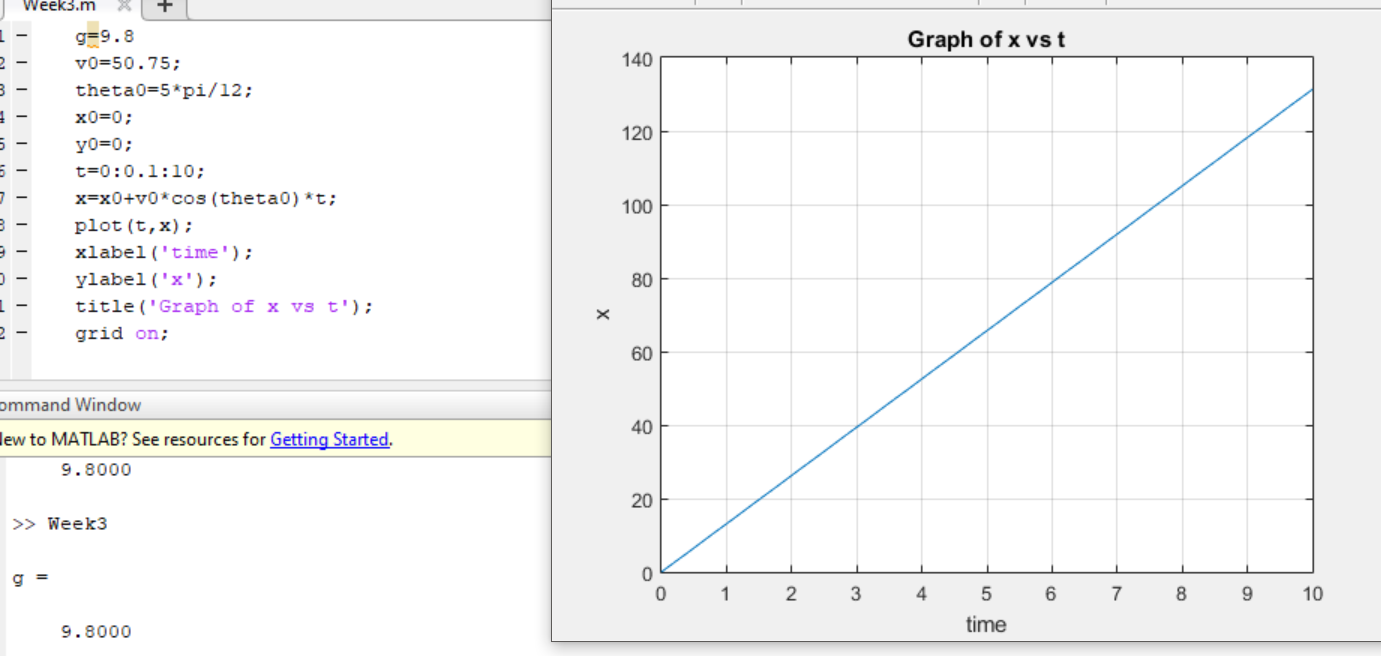 Week3.m
1 g=9.8
2 v0=50.75;
3 theta0=5*pi/12;
4 x0=0;
5 y0=0;
6 t=0:0.1:10;
7 x=x0+v0*cos(theta0)*t;
8 plot(t,x);
9 xlabel('time');
0 ylabel('x');
1 title('Graph of x vs t');
2 grid on;
ommand Window
New to MATLAB? See resources for Getting Started.
9.8000
>> Week3
g =
9.8000
Graph of x vs t
140
120
100
80
60
40
20
0
x
0 1 2 3 4 5 6 7 8 9 10
time